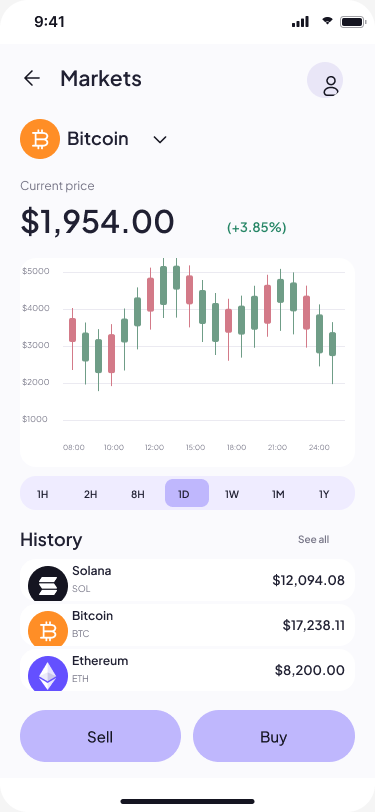 9:41
Markets
Bitcoin
Current price
$1,954.00 (+3.85%)
$5000
$4000
$3000
$2000
$1000
08:00 10:00 12:00 15:00 18:00 21:00 24:00
1H 2H 8H 1D 1W 1M 1Y
History See all
Solana
SOL
$12,094.08
Bitcoin
BTC
$17,238.11
Ethereum
ETH
$8,200.00
Sell Buy